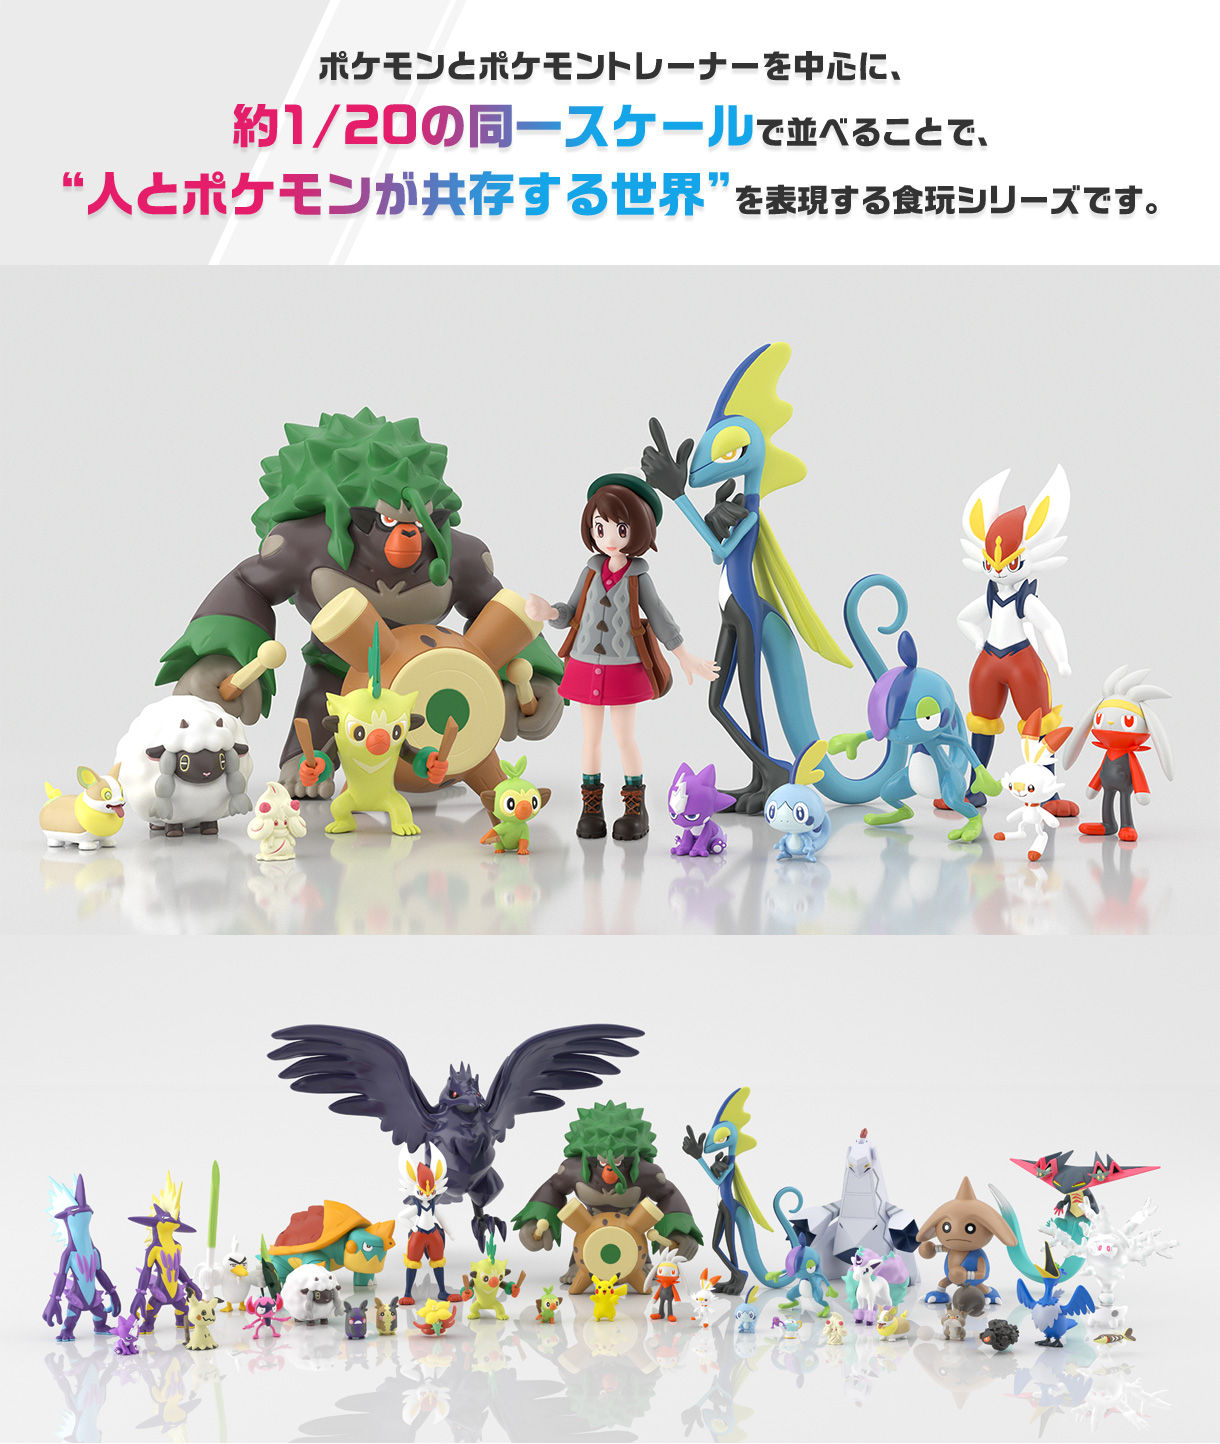 ポケモンとポケモントレーナーを中心に、
約1/20の同一スケールで並べることで、
“人とポケモンが共存する世界”を表現する食玩シリーズです。